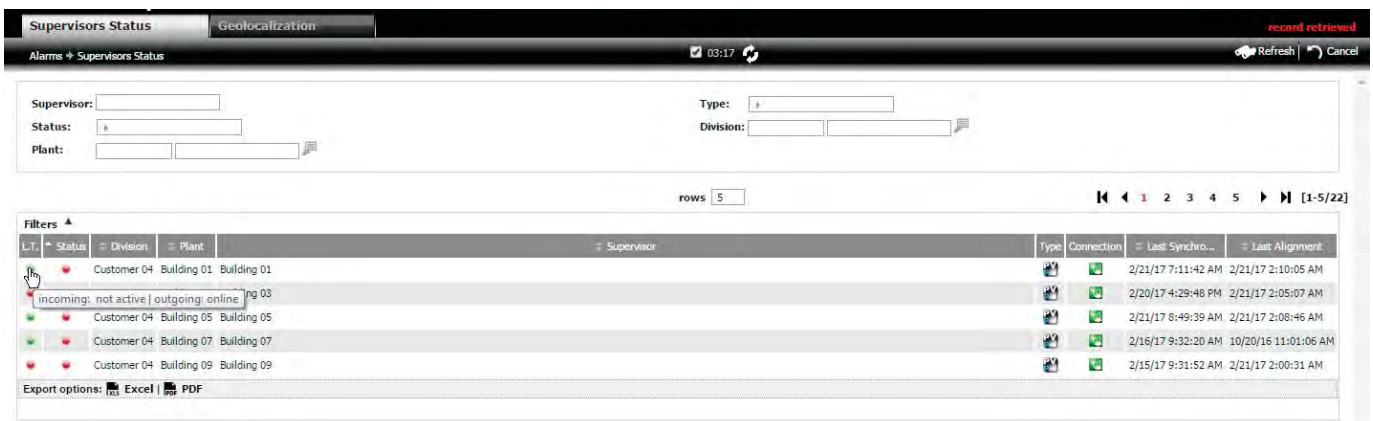 Supervisors Status Geolocalization record retrieved
Alarms Supervisors Status 03:17 Refresh | Cancel
Supervisor: Type:
Status: Division:
Plant:
rows 5 1 2 3 4 5 [1-5/22]
Filters
L.T. Status Division Plant Supervisor Type Connection Last Synchro... Last Alignment
Customer 04 Building 01 Building 01 2/21/17 7:11:42 AM 2/21/17 2:10:05 AM
incoming: not active | outgoing: online ng 03 2/20/17 4:29:48 PM 2/21/17 2:05:07 AM
Customer 04 Building 05 Building 05 2/21/17 8:49:39 AM 2/21/17 2:08:46 AM
Customer 04 Building 07 Building 07 2/16/17 9:32:20 AM 10/20/16 11:01:06 AM
Customer 04 Building 09 Building 09 2/15/17 9:31:52 AM 2/21/17 2:00:31 AM
Export options: XLS Excel | PDF PDF